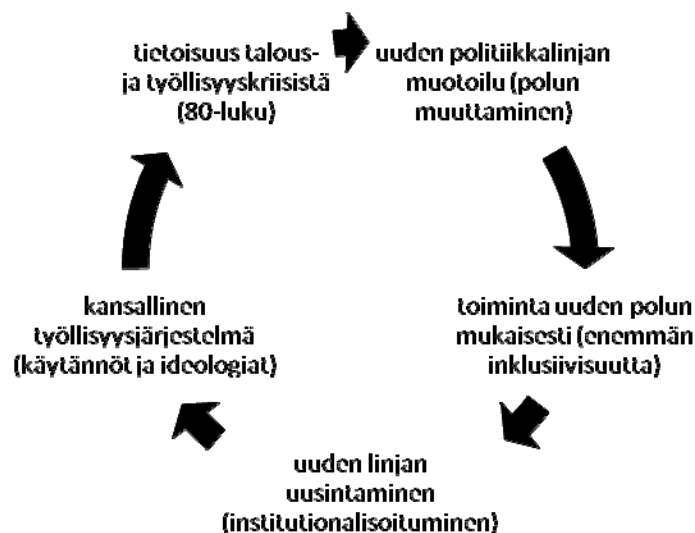 tietoisuus talous-
ja työllisyyskriisistä
(80-luku)
uuden politiikkalinjan
muotoilu (polun
muuttaminen)
toiminta uuden polun
mukaisesti (enemmän
inklusiivisuutta)
uuden linjan
uusintaminen
(institutionalisoituminen)
kansallinen
työllisyysjärjestelmä
(käytännöt ja ideologiat)